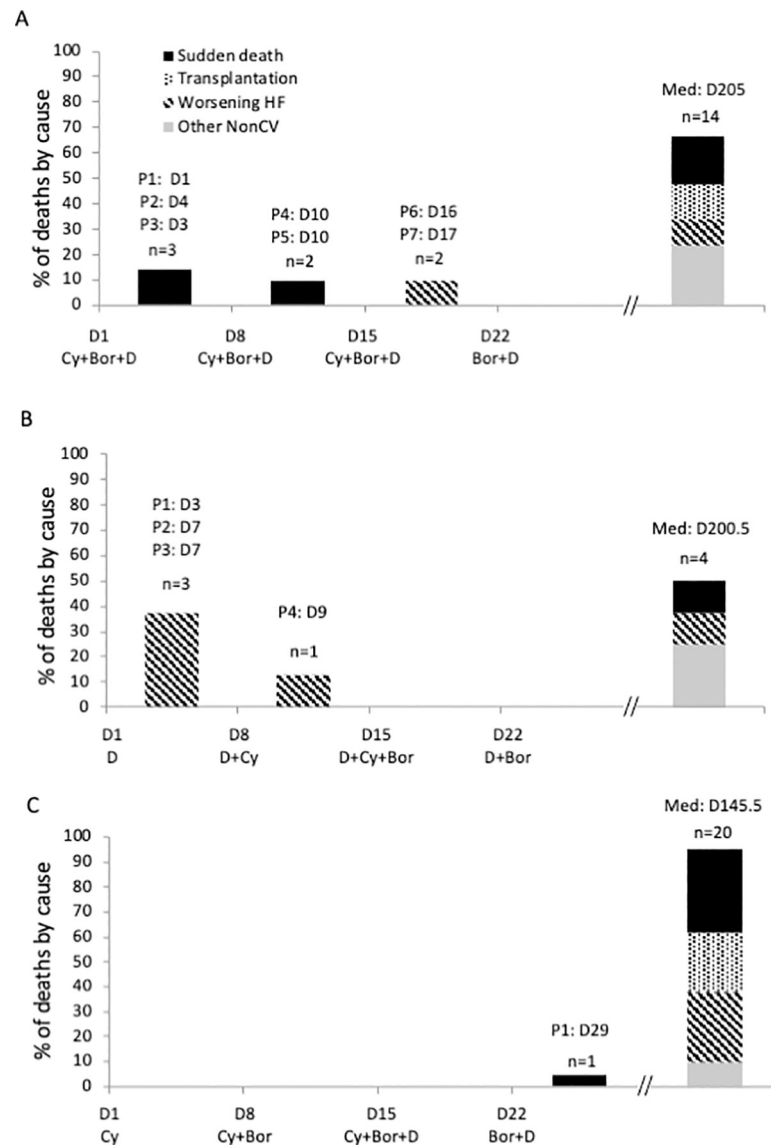 A
% of deaths by cause
100
90
80
70
60
50
40
30
20
10
0
Sudden death
Transplantation
Worsening HF
Other NonCV
P1: D1
P2: D4
P3: D3
n=3
P4: D10
P5: D10
n=2
P6: D16
P7: D17
n=2
Med: D205
n=14
//
D1 D8 D15 D22
Cy+Bor+D Cy+Bor+D Cy+Bor+D Bor+D
B
% of deaths by cause
100
90
80
70
60
50
40
30
20
10
0
P1: D3
P2: D7
P3: D7
n=3
P4: D9
n=1
Med: D200.5
n=4
//
D1 D8 D15 D22
D D+Cy D+Cy+Bor D+Bor
C
% of deaths by cause
100
90
80
70
60
50
40
30
20
10
0
P1: D29
n=1
Med: D145.5
n=20
//
D1 D8 D15 D22
Cy Cy+Bor Cy+Bor+D Bor+D